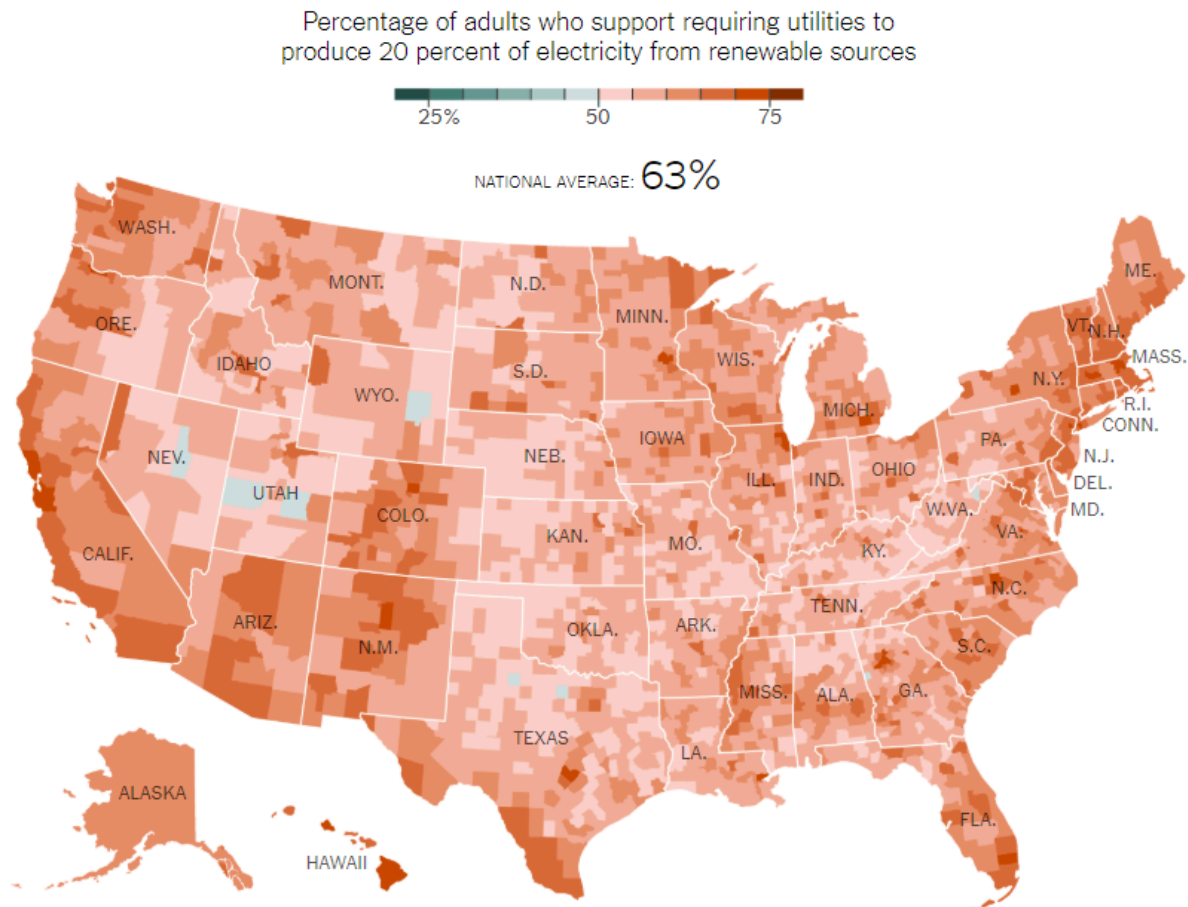 Percentage of adults who support requiring utilities to
produce 20 percent of electricity from renewable sources
25% 50 75
NATIONAL AVERAGE: 63%
WASH.
MONT.
N.D.
MINN.
ME.
ORE.
IDAHO
WYO.
S.D.
WIS.
MICH.
VT.
N.H.
MASS.
N.Y.
R.I.
CONN.
NEV.
UTAH
COLO.
NEB.
IOWA
ILL.
IND.
OHIO
PA.
N.J.
DEL.
MD.
W.VA.
VA.
CALIF.
KAN.
MO.
KY.
ARIZ.
N.M.
OKLA.
ARK.
TENN.
N.C.
S.C.
MISS.
ALA.
GA.
TEXAS
LA.
FLA.
ALASKA
HAWAII